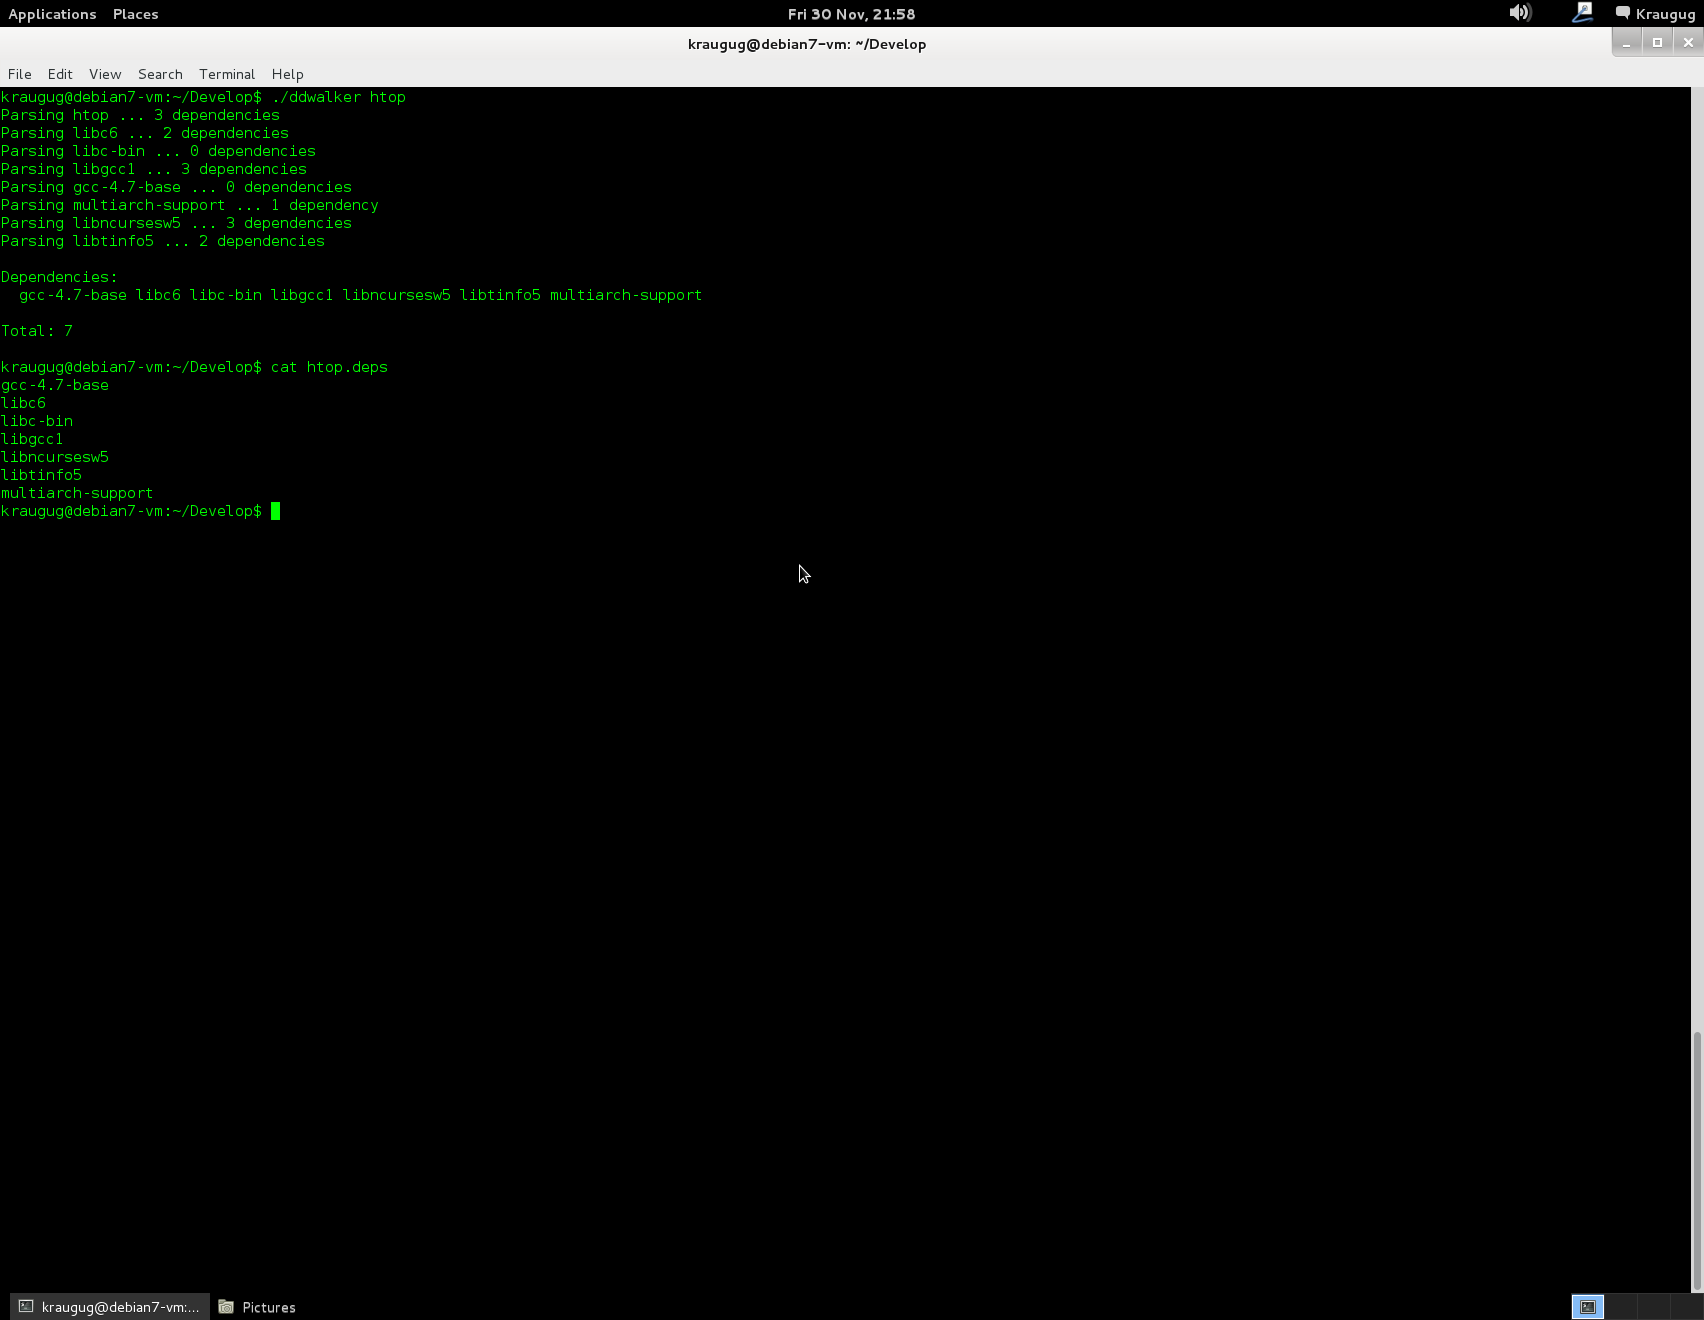 Applications Places Fri 30 Nov, 21:58 Kraugug
kraugug@debian7-vm: ~/Develop
File Edit View Search Terminal Help
kraugug@debian7-vm:~/Develop$ ./ddwalker htop
Parsing htop ... 3 dependencies
Parsing libc6 ... 2 dependencies
Parsing libc-bin ... 0 dependencies
Parsing libgcc1 ... 3 dependencies
Parsing gcc-4.7-base ... 0 dependencies
Parsing multiarch-support ... 1 dependency
Parsing libncursesw5 ... 3 dependencies
Parsing libtinfo5 ... 2 dependencies
Dependencies:
gcc-4.7-base libc6 libc-bin libgcc1 libncursesw5 libtinfo5 multiarch-support
Total: 7
kraugug@debian7-vm:~/Develop$ cat htop.deps
gcc-4.7-base
libc6
libc-bin
libgcc1
libncursesw5
libtinfo5
multiarch-support
kraugug@debian7-vm:~/Develop$
kraugug@debian7-vm:... Pictures